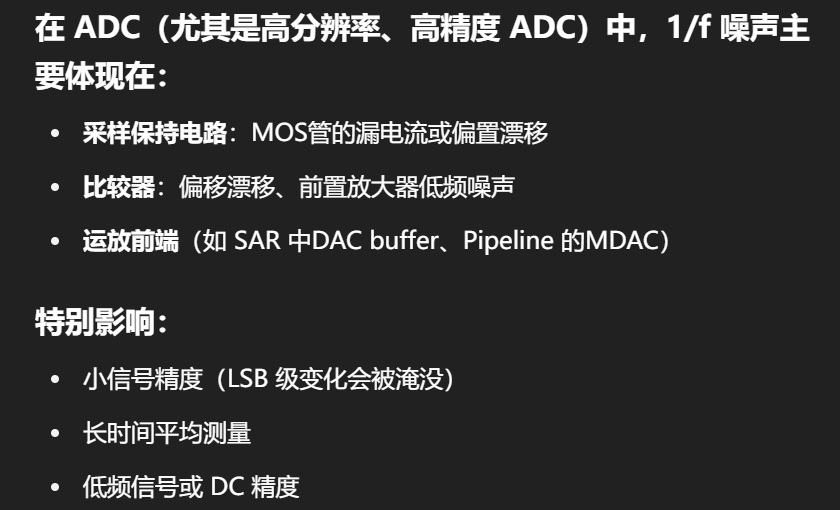 在 ADC（尤其是高分辨率、高精度 ADC）中，1/f 噪声主
要体现在：
• 采样保持电路：MOS管的漏电流或偏置漂移
• 比较器：偏移漂移、前置放大器低频噪声
• 运放前端（如 SAR 中DAC buffer、Pipeline 的MDAC）
特别影响：
• 小信号精度（LSB 级变化会被淹没）
• 长时间平均测量
• 低频信号或 DC 精度